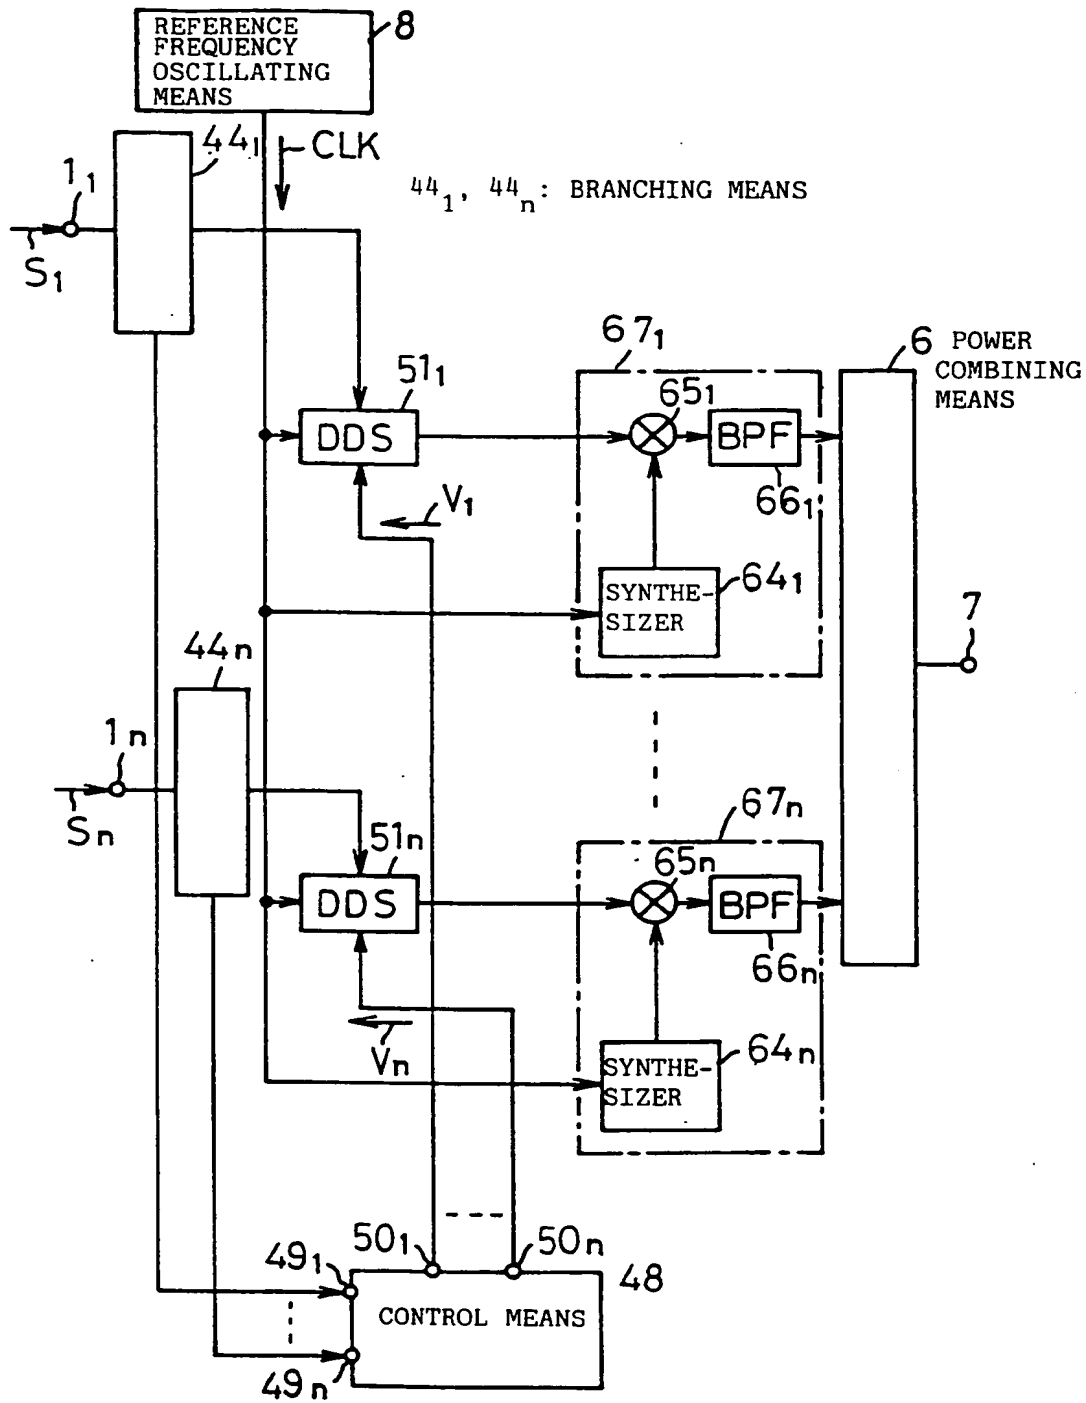 REFERENCE
FREQUENCY
OSCILLATING
MEANS
8
44₁
CLK
1₁
44₁, 44ₙ: BRANCHING MEANS
S₁
67₁
6 POWER
COMBINING
MEANS
51₁
65₁
DDS
BPF
66₁
V₁
64₁
SYNTHE-
SIZER
7
44n
1n
Sn
67n
51n
65n
DDS
BPF
66n
Vn
64n
SYNTHE-
SIZER
50₁
50n
49₁
48
CONTROL MEANS
49n